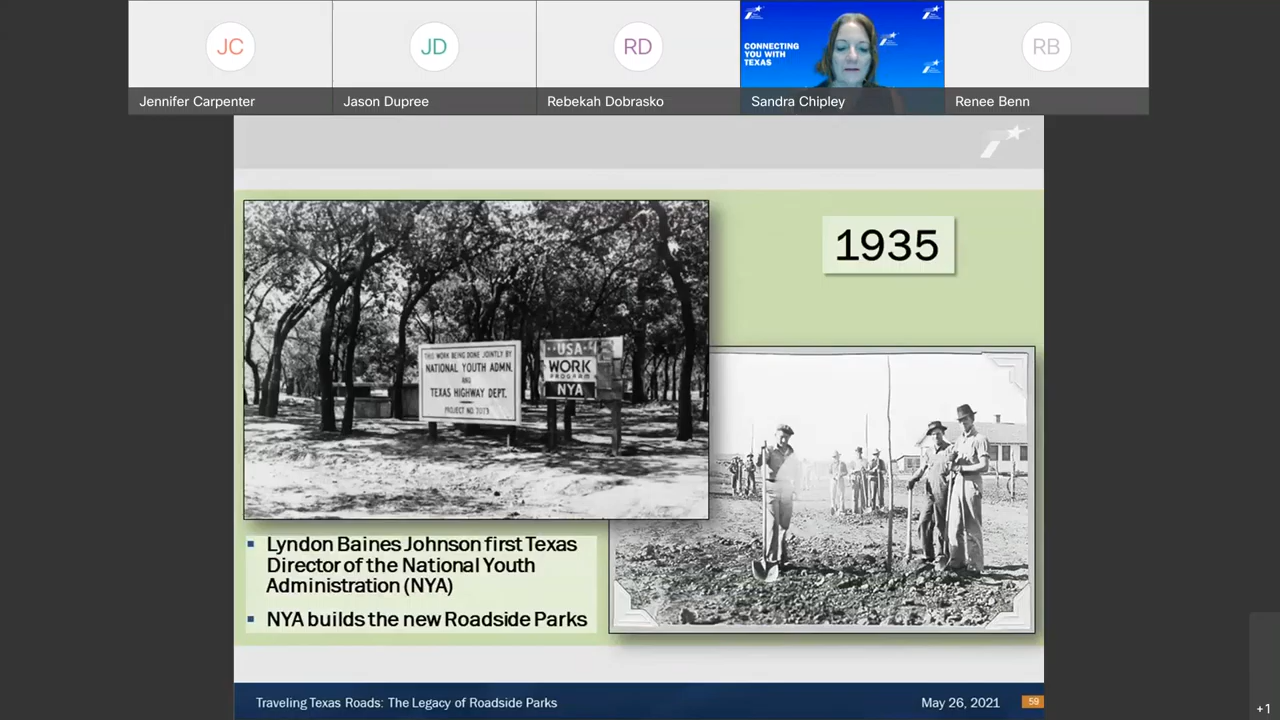 JC
JD
RD
CONNECTING
YOU WITH
TEXAS
RB
Jennifer Carpenter
Jason Dupree
Rebekah Dobrasko
Sandra Chipley
Renee Benn
1935
THIS WORK BEING DONE JOINTLY BY
NATIONAL YOUTH ADMN.
AND
TEXAS HIGHWAY DEPT.
PROJECT NO.
USA
WORK
PROGRAM
NYA
Lyndon Baines Johnson first Texas
Director of the National Youth
Administration (NYA)
NYA builds the new Roadside Parks
Traveling Texas Roads: The Legacy of Roadside Parks
May 26, 2021
59
+1